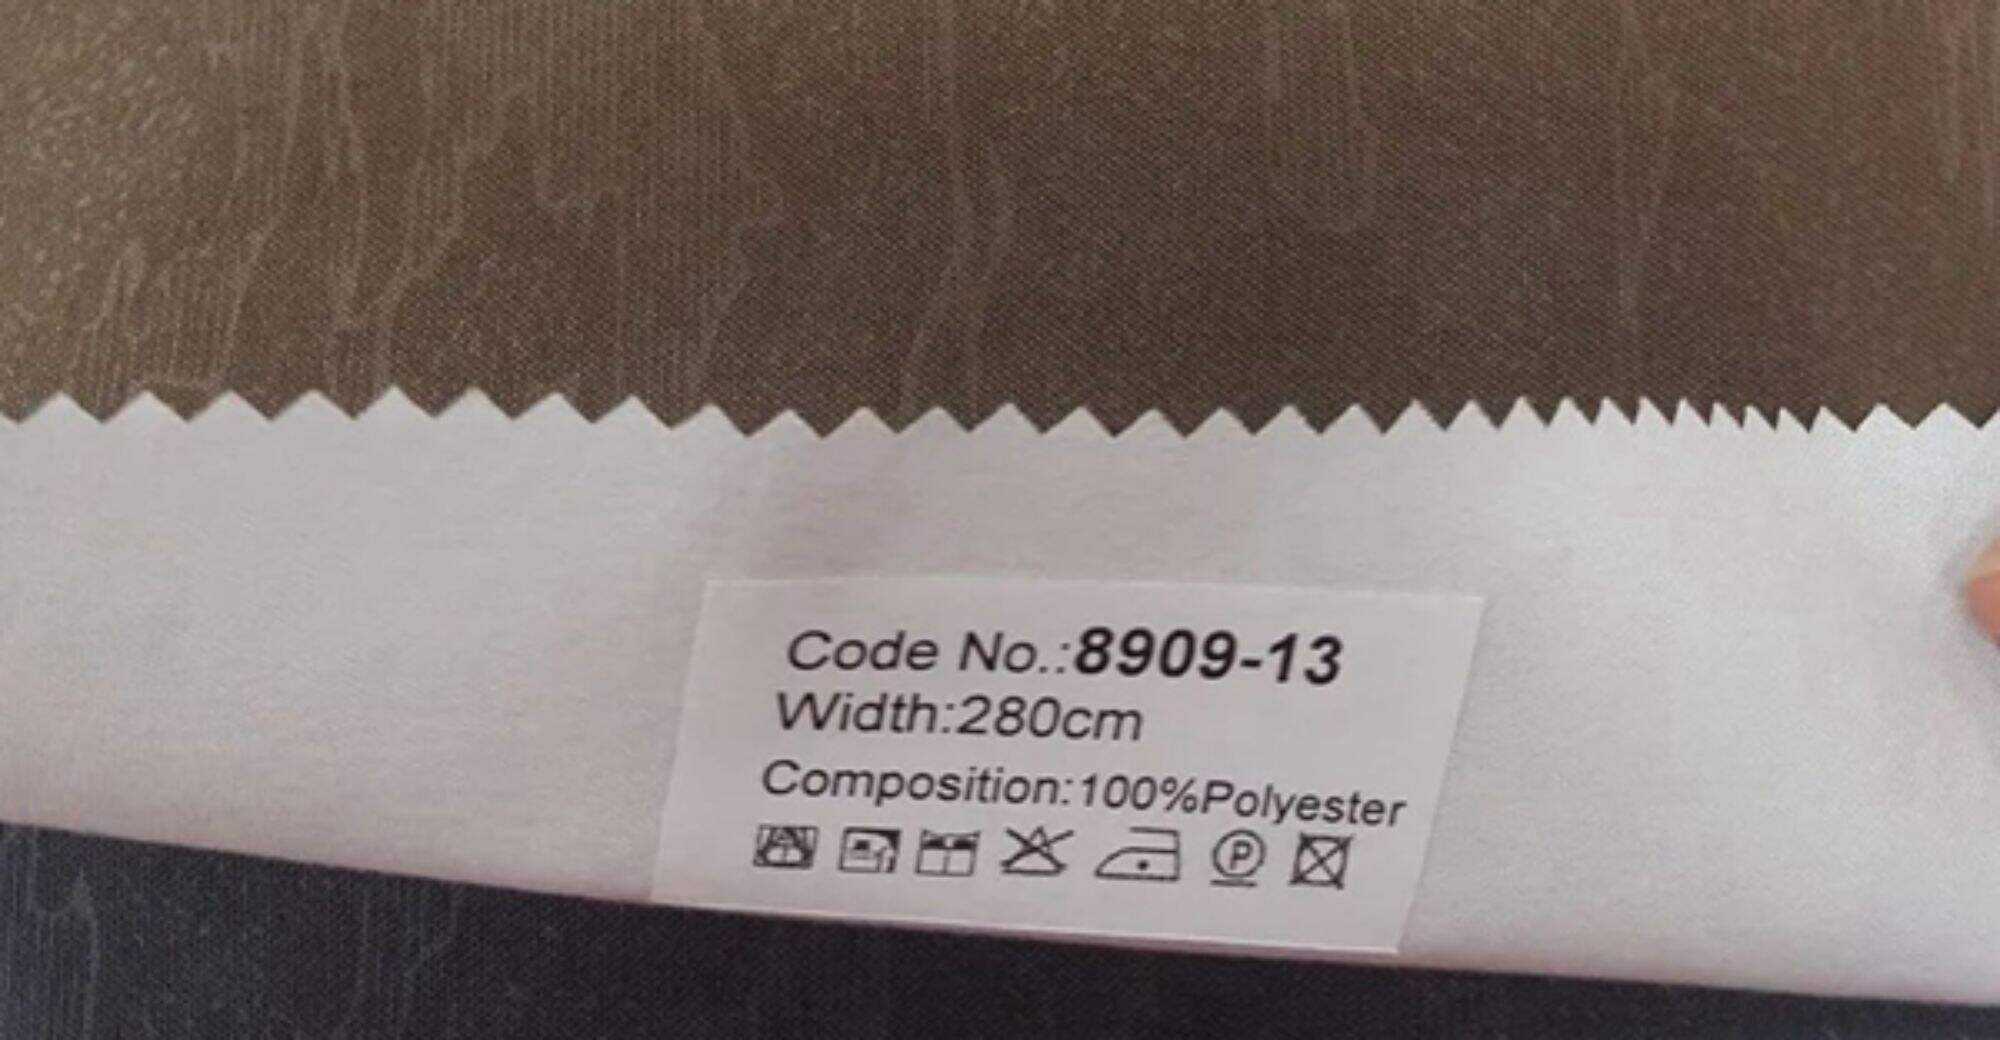 Code No.:8909-13
Width:280cm
Composition:100%Polyester
P